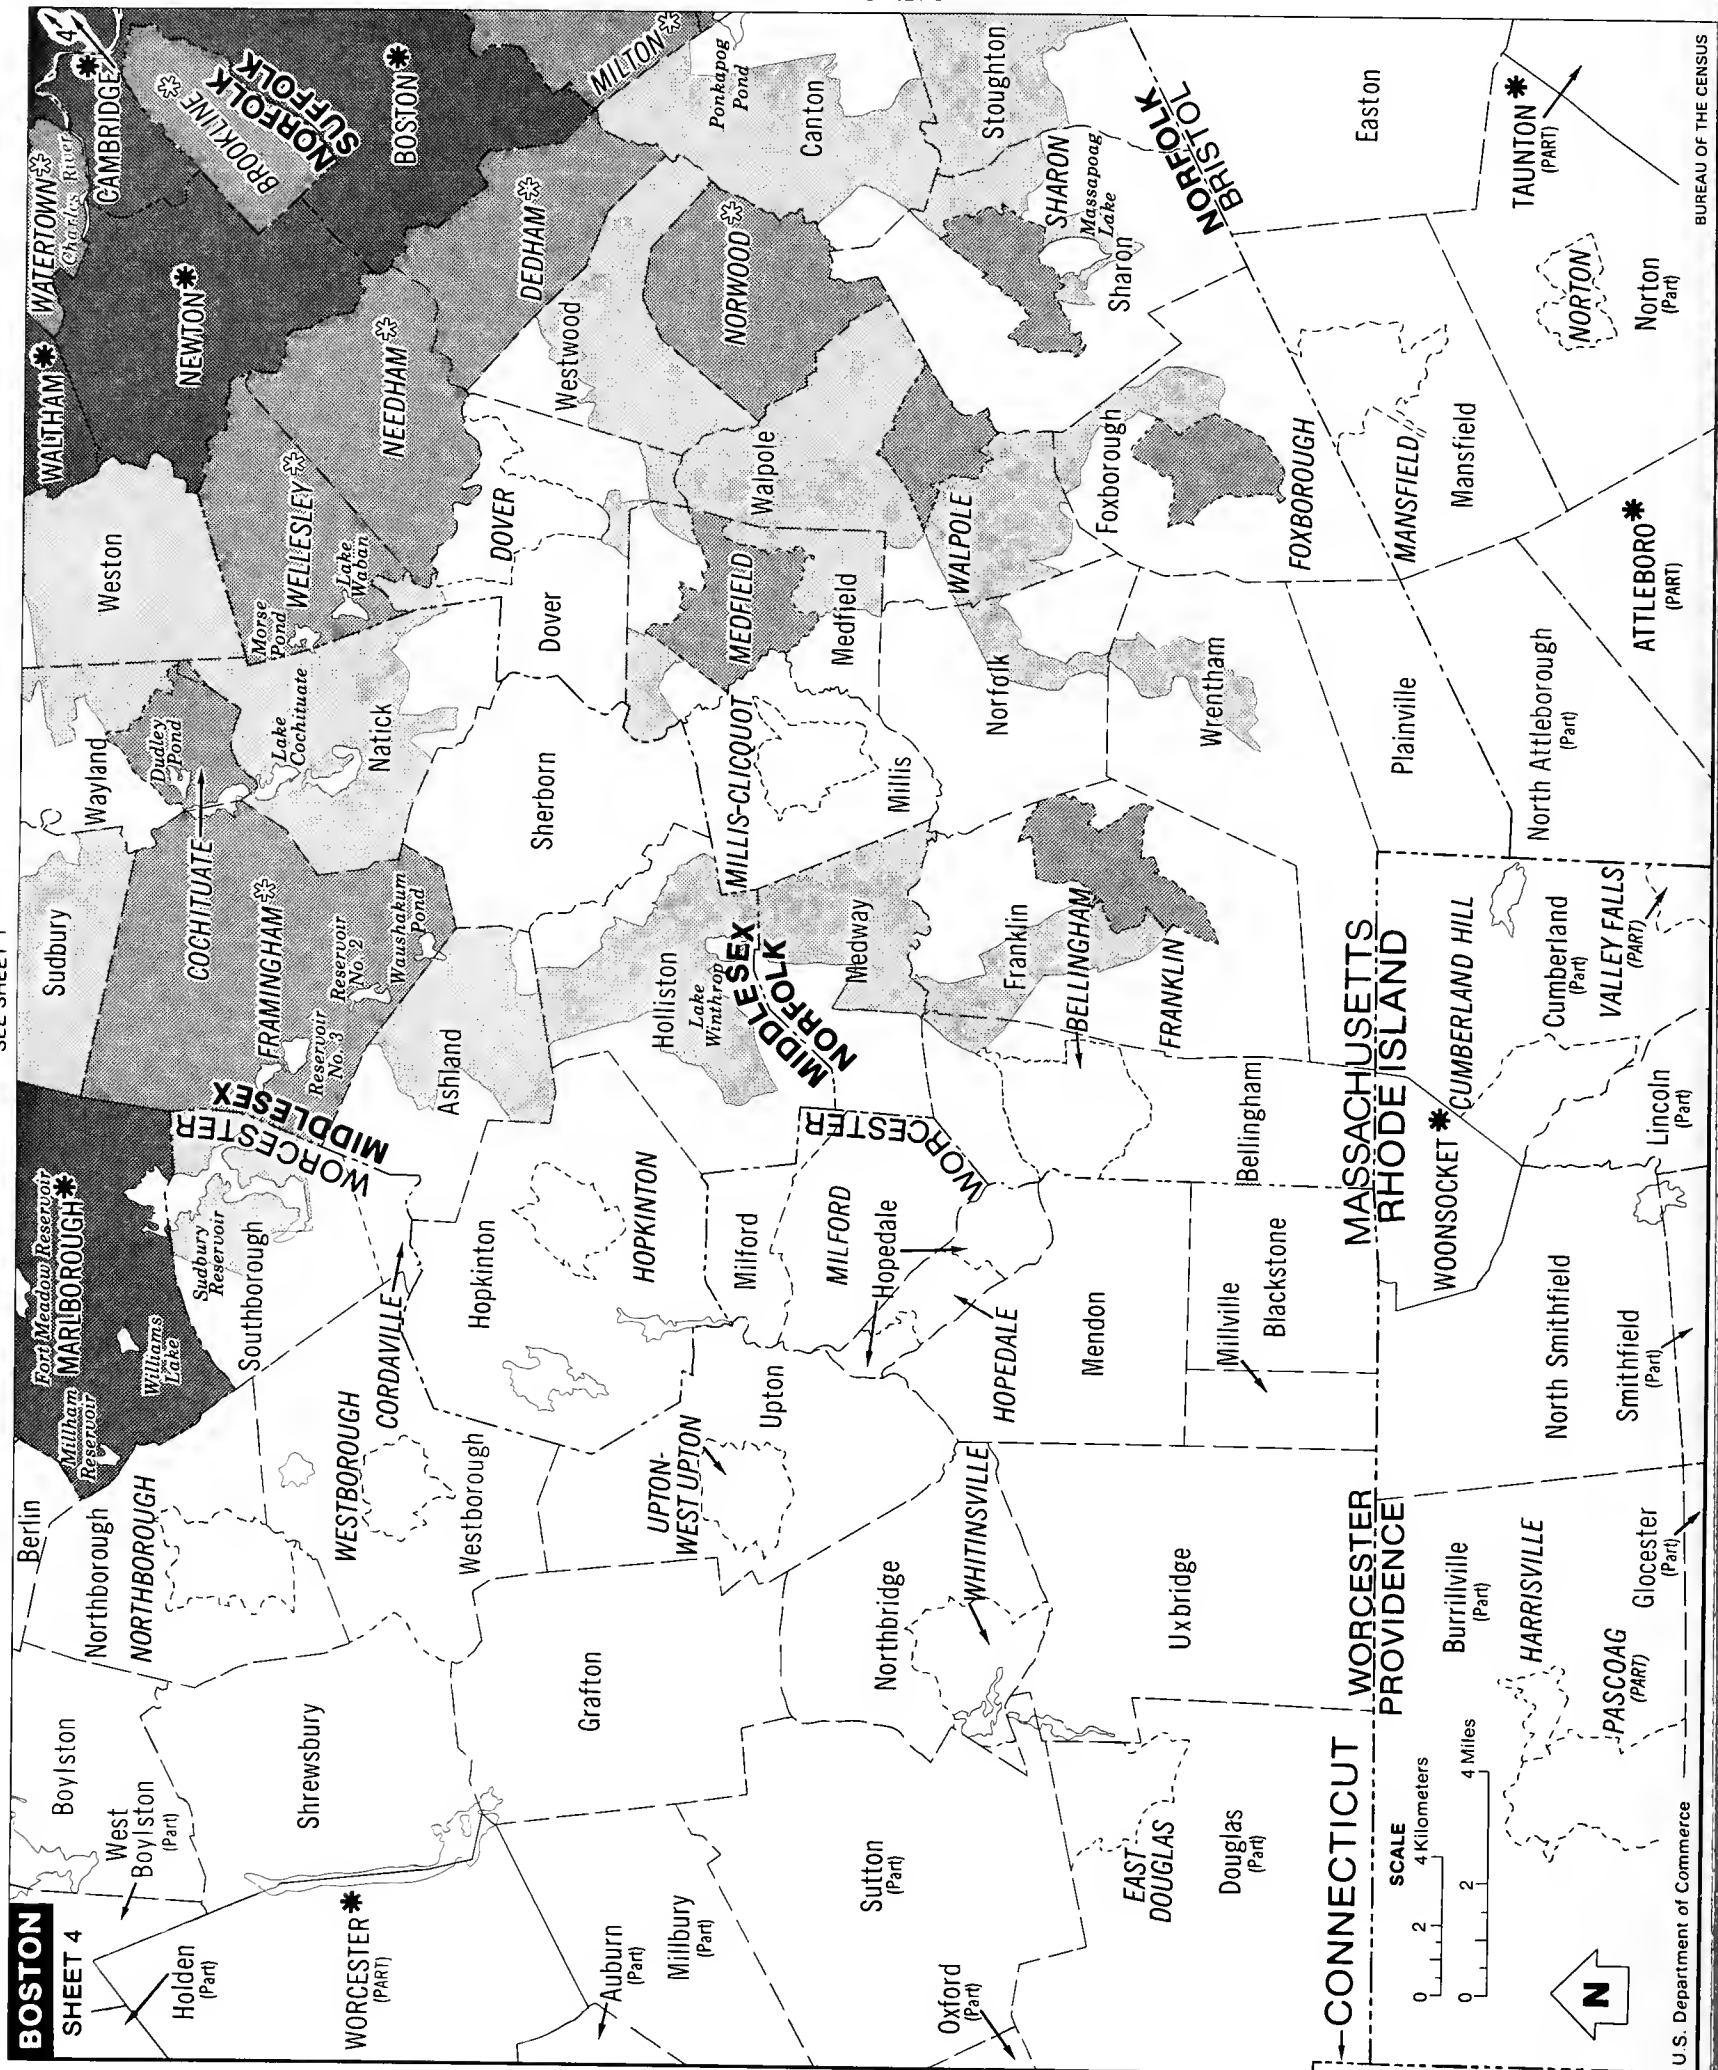 BOSTON
SHEET 4
Holden
(Part)
West
Boylston
(Part)
Boylston
Berlin
Northborough
NORTHBOROUGH
Millham
Reservoir
Fort Meadow Reservoir
MARLBOROUGH
Williams
Lake
Sudbury
Reservoir
Southborough
WORCESTER
MIDDLESEX
Sudbury
COCHITUATE
FRAMINGHAM
Reservoir
No. 3
Reservoir
No. 2
Waushakum
Pond
Wayland
Dudley
Pond
Lake
Cochituate
Natick
Weston
Morse
Pond
WELLESLEY
Lake
Waban
WALTHAM
NEWTON
NEEDHAM
WATERTOWN
Charles River
CAMBRIDGE
4
BROOKLINE
NORFOLK
SUFFOLK
BOSTON
MILTON
DEDHAM
WORCESTER
(PART)
Shrewsbury
WESTBOROUGH
Westborough
CORDAVILLE
Hopkinton
HOPKINTON
Ashland
Sherborn
Holliston
Lake
Winthrop
Dover
DOVER
Westwood
NORWOOD
Ponkapog
Pond
Canton
Stoughton
Auburn
(Part)
Millbury
(Part)
Grafton
UPTON-
WEST UPTON
Upton
Milford
MILFORD
Hopedale
WORCESTER
MIDDLESEX
NORFOLK
MILLIS-CLICQUOT
Millis
MEDFIELD
Medfield
Walpole
WALPOLE
SHARON
Massapoag
Lake
Sharon
NORFOLK
BRISTOL
Easton
Oxford
(Part)
Sutton
(Part)
Northbridge
WHITINSVILLE
HOPEDALE
Mendon
Medway
Franklin
BELLINGHAM
FRANKLIN
Bellingham
Norfolk
Wrentham
Foxborough
FOXBOROUGH
MANSFIELD
Mansfield
EAST
DOUGLAS
Douglas
(Part)
Uxbridge
Millville
Blackstone
Plainville
TAUNTON
(PART)
NORTON
Norton
(Part)
ATTLEBORO
(PART)
North Attleborough
(Part)
CONNECTICUT
WORCESTER
PROVIDENCE
MASSACHUSETTS
RHODE ISLAND
WOONSOCKET
CUMBERLAND HILL
Cumberland
(Part)
VALLEY FALLS
(PART)
Lincoln
(Part)
North Smithfield
Smithfield
(Part)
Burrillville
(Part)
HARRISVILLE
PASCOAG
(PART)
Glocester
(Part)
SCALE
0 2 4 Kilometers
0 2 4 Miles
N
U.S. Department of Commerce
BUREAU OF THE CENSUS